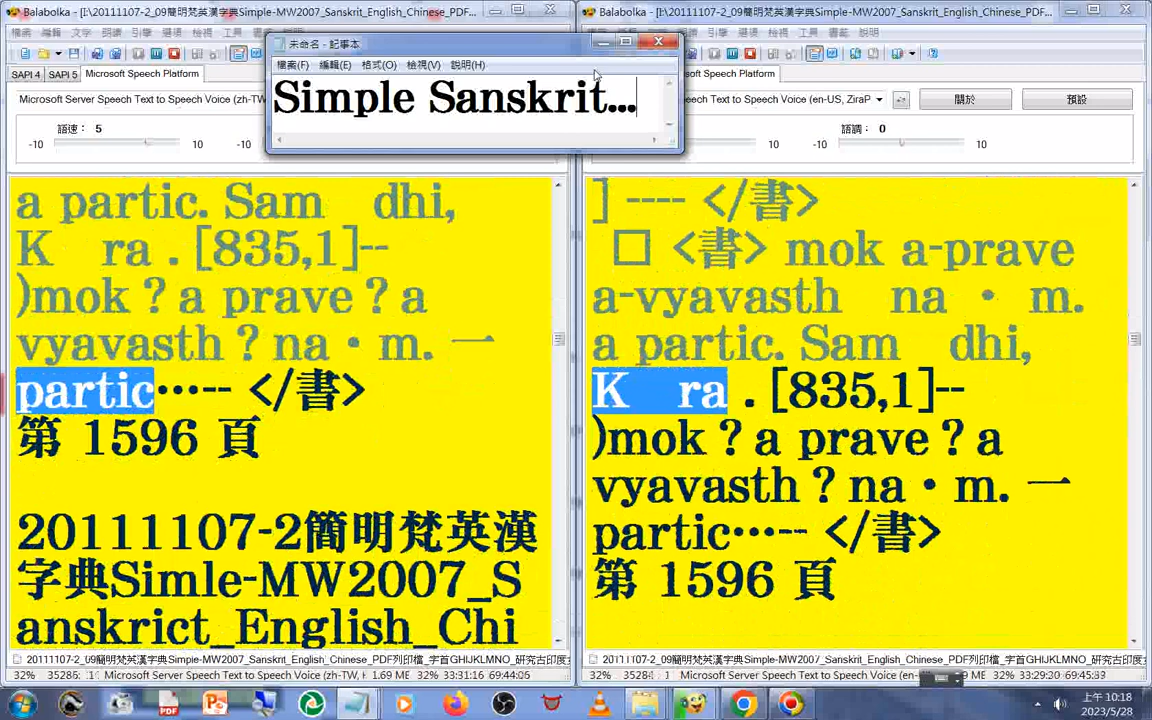 Balabolka - [I:\20111107-2_09簡明梵英漢字典Simple-MW2007_Sanskrit_English_Chinese_PDF...
SAPI 4 SAPI 5 Microsoft Speech Platform
Microsoft Server Speech Text to Speech Voice (zh-TW,
語速： 5
-10 10 -10
未命名 - 記事本
檔案(F) 編輯(E) 格式(O) 檢視(V) 說明(H)
Simple Sanskrit...
a partic. Sam dhi,
K ra . [835,1]--
)mok ? a prave ? a
vyavasth ? na • m. 一
partic…-- </書>
第 1596 頁
20111107-2簡明梵英漢
字典Simle-MW2007_S
anskrict_English_Chi
20111107-2_09簡明梵英漢字典Simple-MW2007_Sanskrit_English_Chinese_PDF列印檔_字首GHIJKLMNO_研究古印度
32% 35286: Microsoft Server Speech Text to Speech Voice (zh-TW, 1.69 MB 32% 33:31:16 69:44:05
Balabolka - [I:\20111107-2_09簡明梵英漢字典Simple-MW2007_Sanskrit_English_Chinese_PDF...
Speech Platform
Speech Text to Speech Voice (en-US, ZiraP 關於 預設
語調： 0
10 -10 10
] ---- </書>
□ <書> mok a-prave
a-vyavasth na • m.
a partic. Sam dhi,
K ra . [835,1]--
)mok ? a prave ? a
vyavasth ? na • m. 一
partic…-- </書>
第 1596 頁
20111107-2_09簡明梵英漢字典Simple-MW2007_Sanskrit_English_Chinese_PDF列印檔_字首GHIJKLMNO_研究古印度
32% Microsoft Server Speech Text to Speech Voice 32% 33:29:30
上午 10:18
2023/5/28